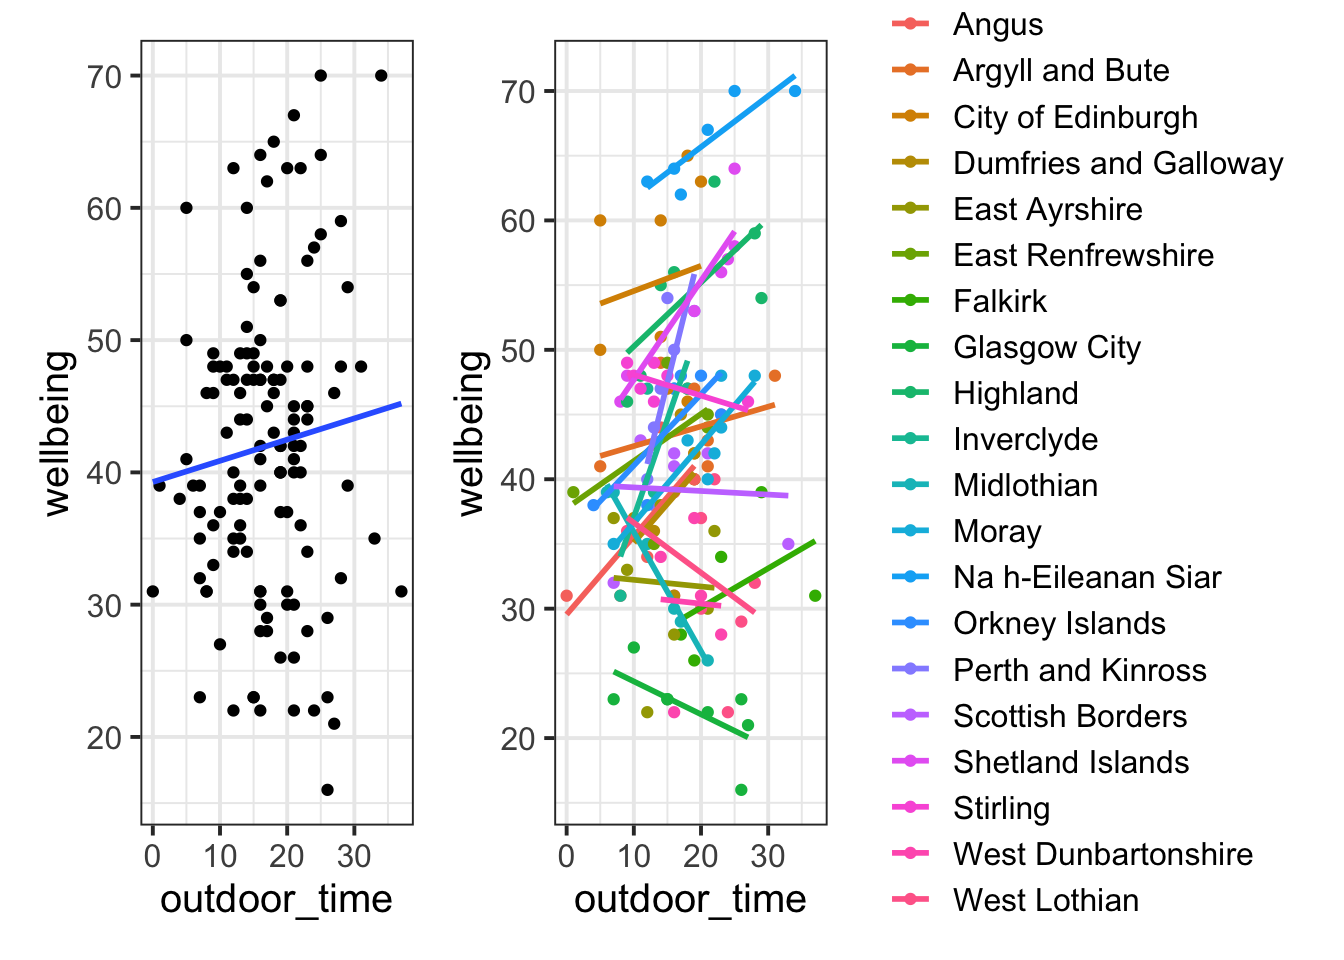 70
60
50
40
30
20
wellbeing
0 10 20 30
outdoor_time
70
60
50
40
30
20
wellbeing
0 10 20 30
outdoor_time
Angus
Argyll and Bute
City of Edinburgh
Dumfries and Galloway
East Ayrshire
East Renfrewshire
Falkirk
Glasgow City
Highland
Inverclyde
Midlothian
Moray
Na h-Eileanan Siar
Orkney Islands
Perth and Kinross
Scottish Borders
Shetland Islands
Stirling
West Dunbartonshire
West Lothian